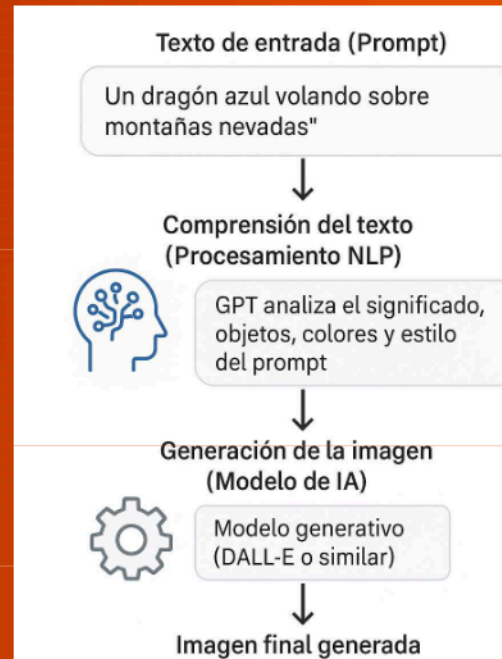 Texto de entrada (Prompt)
Un dragón azul volando sobre
montañas nevadas"
Comprensión del texto
(Procesamiento NLP)
GPT analiza el significado,
objetos, colores y estilo
del prompt
Generación de la imagen
(Modelo de IA)
Modelo generativo
(DALL-E o similar)
Imagen final generada